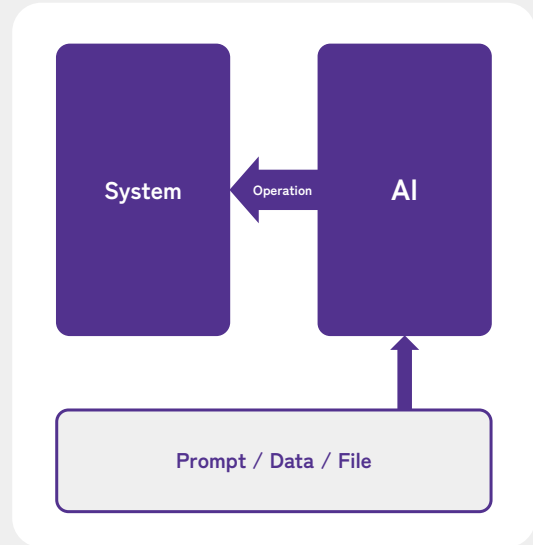 System
Operation
AI
Prompt / Data / File